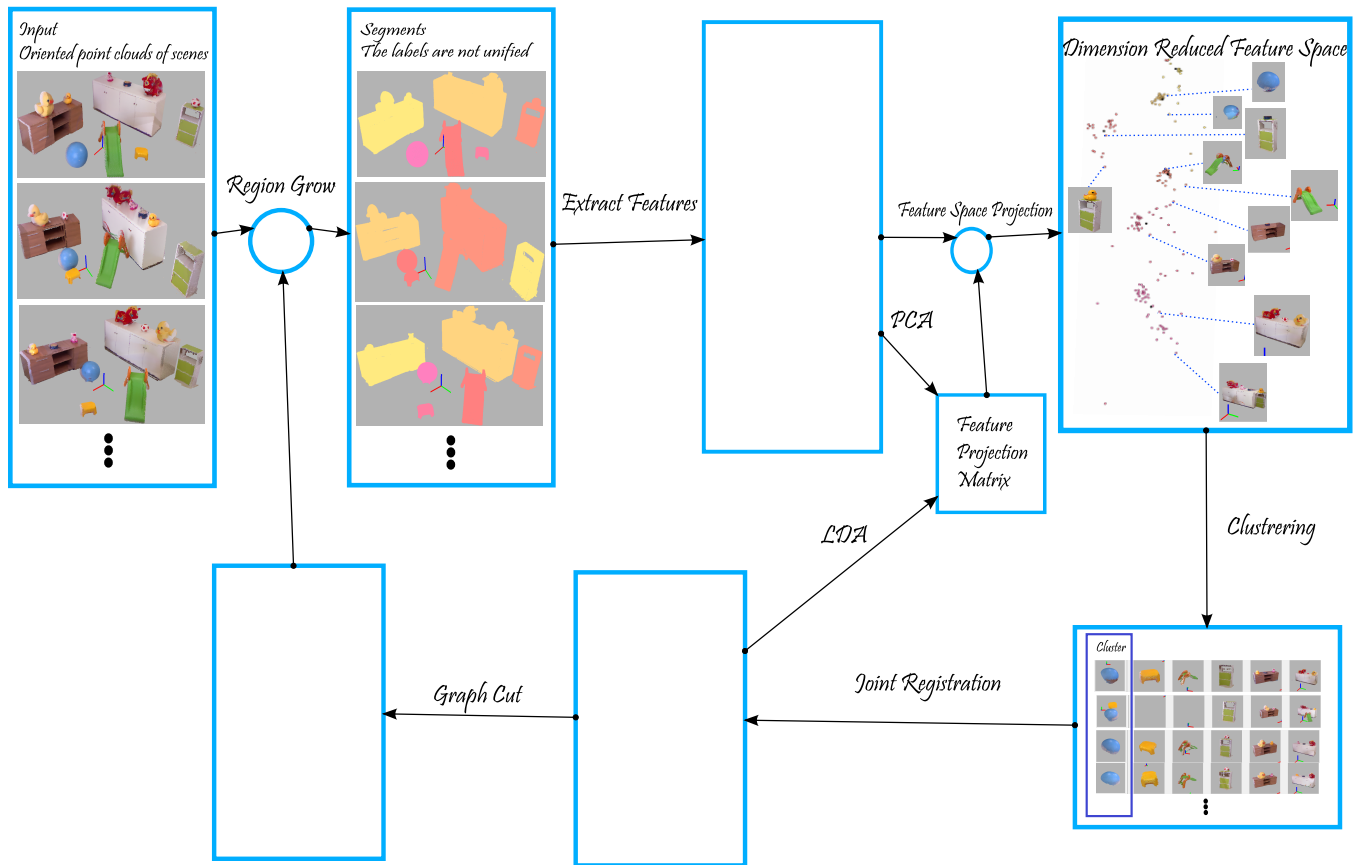 Input
Oriented point clouds of scenes
Segments
The labels are not unified
Dimension Reduced Feature Space
Region Grow
Extract Features
Feature Space Projection
PCA
Feature
Projection
Matrix
LDA
Clustrering
Cluster
Joint Registration
Graph Cut